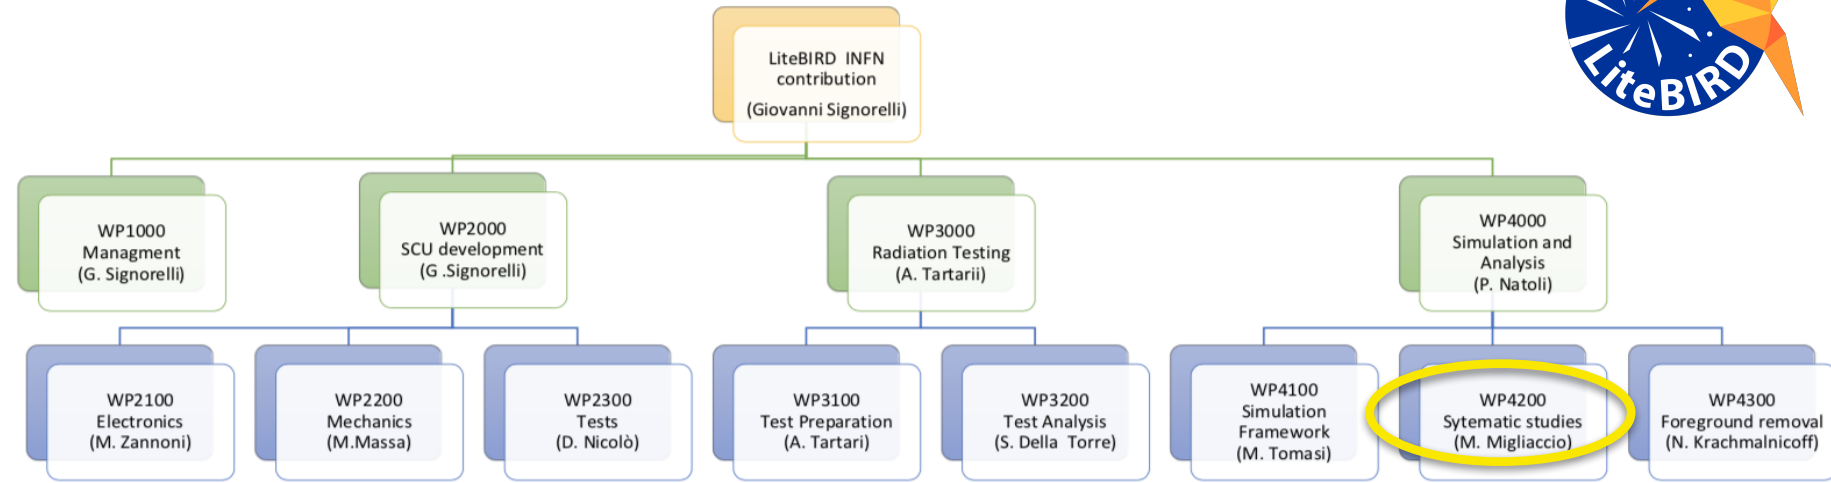 LiteBIRD INFN
contribution
(Giovanni Signorelli)
LiteBIRD
WP1000
Managment
(G. Signorelli)
WP2000
SCU development
(G .Signorelli)
WP3000
Radiation Testing
(A. Tartarii)
WP4000
Simulation and
Analysis
(P. Natoli)
WP2100
Electronics
(M. Zannoni)
WP2200
Mechanics
(M.Massa)
WP2300
Tests
(D. Nicolò)
WP3100
Test Preparation
(A. Tartari)
WP3200
Test Analysis
(S. Della Torre)
WP4100
Simulation
Framework
(M. Tomasi)
WP4200
Sytematic studies
(M. Migliaccio)
WP4300
Foreground removal
(N. Krachmalnicoff)